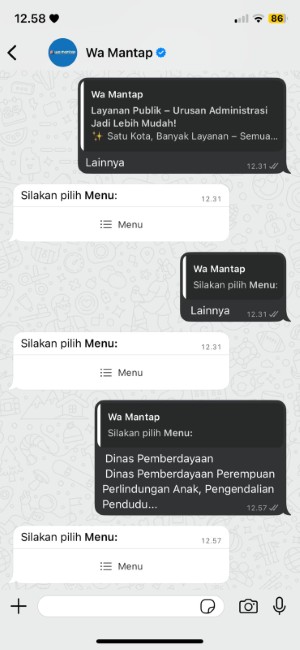 12.58
86
Wa Mantap
Wa Mantap
Layanan Publik – Urusan Administrasi
Jadi Lebih Mudah!
✨ Satu Kota, Banyak Layanan – Semua...
Lainnya
12.31
Silakan pilih Menu:
12.31
Menu
Wa Mantap
Silakan pilih Menu:
Lainnya
12.31
Silakan pilih Menu:
12.31
Menu
Wa Mantap
Silakan pilih Menu:
Dinas Pemberdayaan
Dinas Pemberdayaan Perempuan
Perlindungan Anak, Pengendalian
Pendudu...
12.57
Silakan pilih Menu:
12.57
Menu